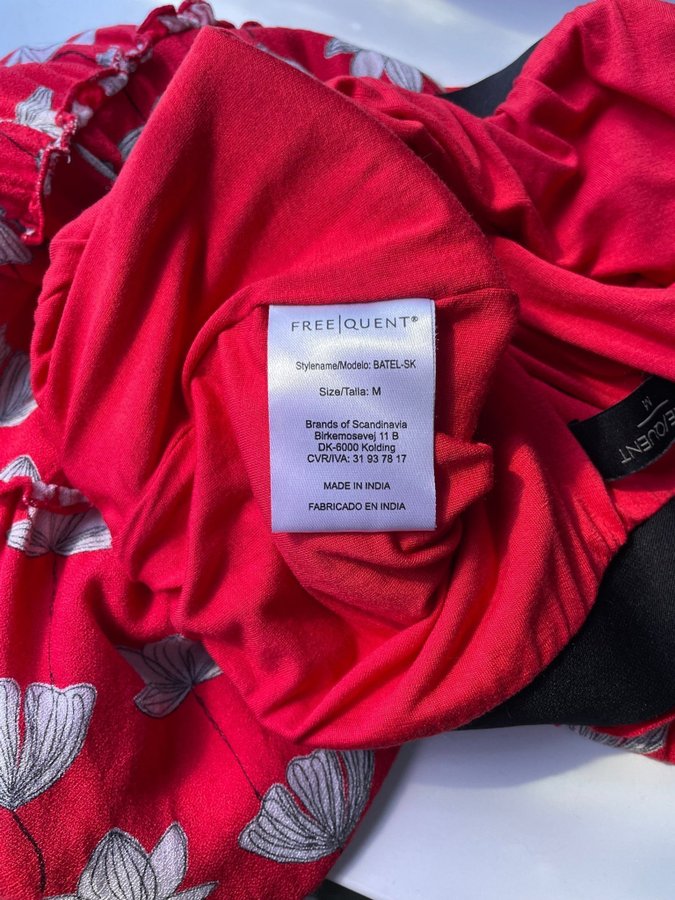 FREE|QUENT®
Stylename/Modelo: BATEL-SK
Size/Talla: M
Brands of Scandinavia
Birkemosevej 11 B
DK-6000 Kolding
CVR/IVA: 31 93 78 17
MADE IN INDIA
FABRICADO EN INDIA
E/QUENT
M